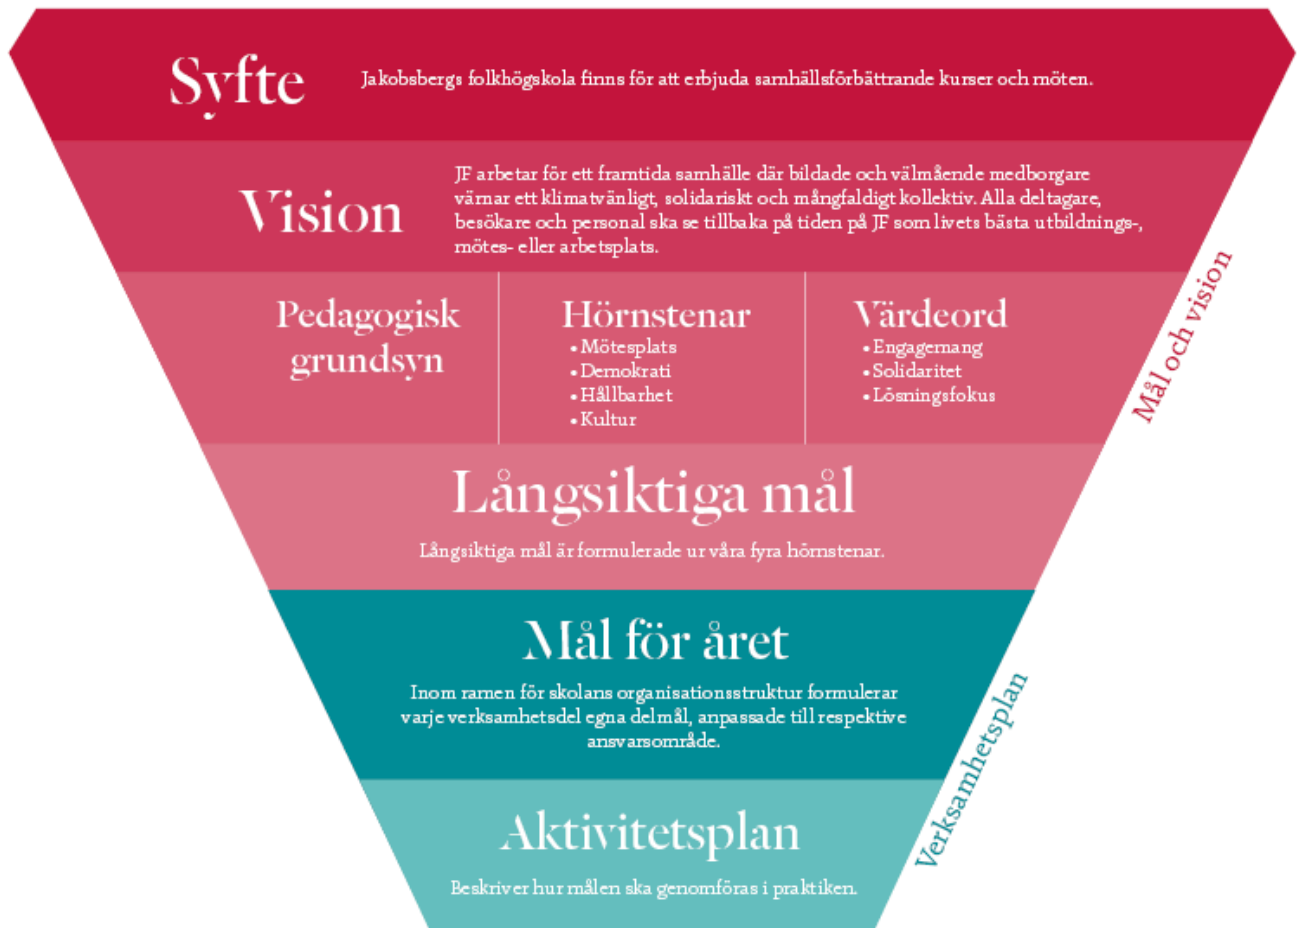 Syfte
Jakobsbergs folkhögskola finns för att erbjuda samhällsförbättrande kurser och möten.
Vision
JF arbetar för ett framtida samhälle där bildade och välmående medborgare
värnar ett klimatvänligt, solidariskt och mångfaldigt kollektiv. Alla deltagare,
besökare och personal ska se tillbaka på tiden på JF som livets bästa utbildnings-,
mötes- eller arbetsplats.
Pedagogisk
grundsyn
Hörnstenar
• Mötesplats
• Demokrati
• Hållbarhet
• Kultur
Värdeord
• Engagemang
• Solidaritet
• Lösningsfokus
Mål och vision
Långsiktiga mål
Långsiktiga mål är formulerade ur våra fyra hörnstenar.
Mål för året
Inom ramen för skolans organisationsstruktur formulerar
varje verksamhetsdel egna delmål, anpassade till respektive
ansvarsområde.
Verksamhetsplan
Aktivitetsplan
Beskriver hur målen ska genomföras i praktiken.